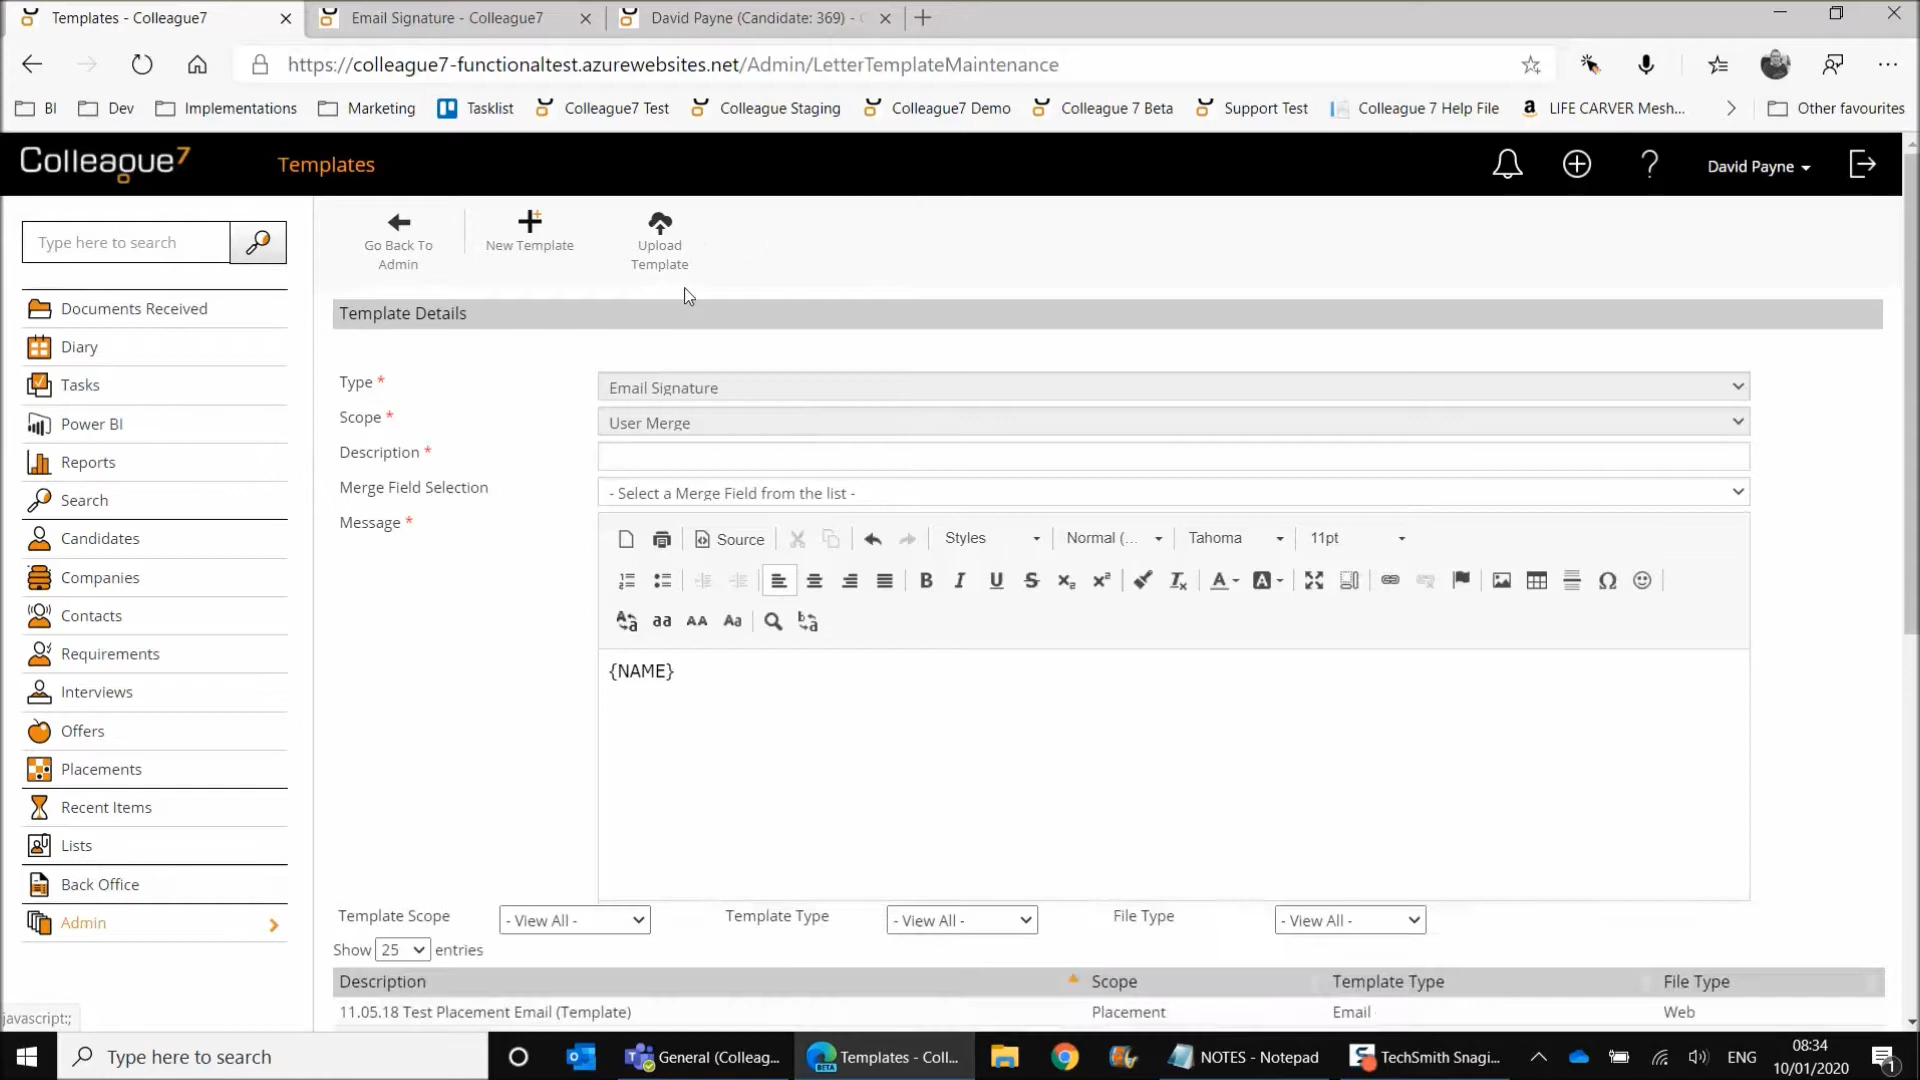 Templates - Colleague7
Email Signature - Colleague7
David Payne (Candidate: 369) -
https://colleague7-functionaltest.azurewebsites.net/Admin/LetterTemplateMaintenance
BI
Dev
Implementations
Marketing
Tasklist
Colleague7 Test
Colleague Staging
Colleague7 Demo
Colleague 7 Beta
Support Test
Colleague 7 Help File
LIFE CARVER Mesh...
Other favourites
Colleague7
Templates
David Payne
Type here to search
Go Back To
Admin
New Template
Upload
Template
Documents Received
Diary
Tasks
Power BI
Reports
Search
Candidates
Companies
Contacts
Requirements
Interviews
Offers
Placements
Recent Items
Lists
Back Office
Admin
Template Details
Type *
Email Signature
Scope *
User Merge
Description *
Merge Field Selection
- Select a Merge Field from the list -
Message *
Source
Styles
Normal (...
Tahoma
11pt
{NAME}
Template Scope
- View All -
Template Type
- View All -
File Type
- View All -
Show 25 entries
Description
Scope
Template Type
File Type
11.05.18 Test Placement Email (Template)
Placement
Email
Web
javascript:;
Type here to search
General (Colleag...
Templates - Coll...
NOTES - Notepad
TechSmith Snagi...
ENG
08:34
10/01/2020
1